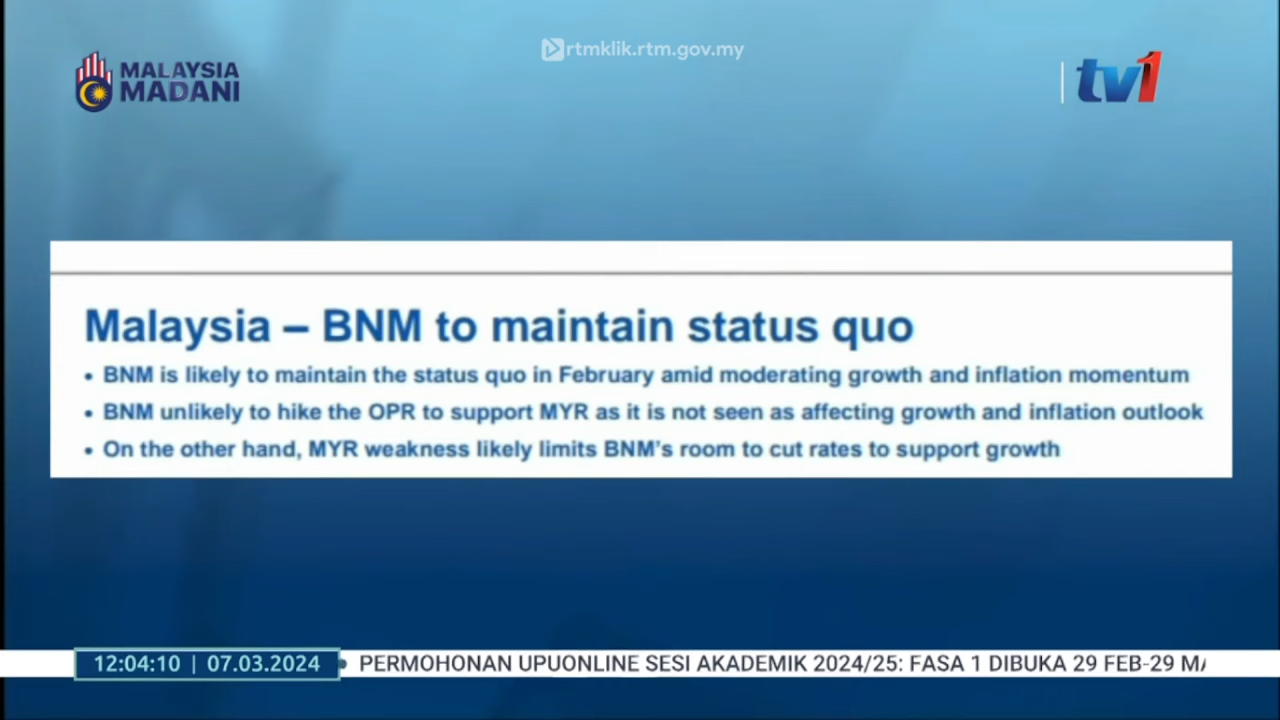 rtmklik.rtm.gov.my
MALAYSIA
MADANI
tv1
Malaysia – BNM to maintain status quo
• BNM is likely to maintain the status quo in February amid moderating growth and inflation momentum
• BNM unlikely to hike the OPR to support MYR as it is not seen as affecting growth and inflation outlook
• On the other hand, MYR weakness likely limits BNM's room to cut rates to support growth
12:04:10 | 07.03.2024
PERMOHONAN UPUONLINE SESI AKADEMIK 2024/25: FASA 1 DIBUKA 29 FEB-29